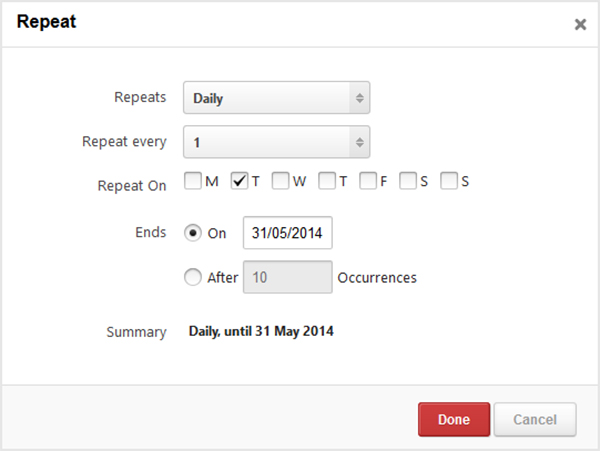 Repeat
Repeats Daily
Repeat every 1
Repeat On M T W T F S S
Ends On 31/05/2014
After 10 Occurrences
Summary Daily, until 31 May 2014
Done Cancel